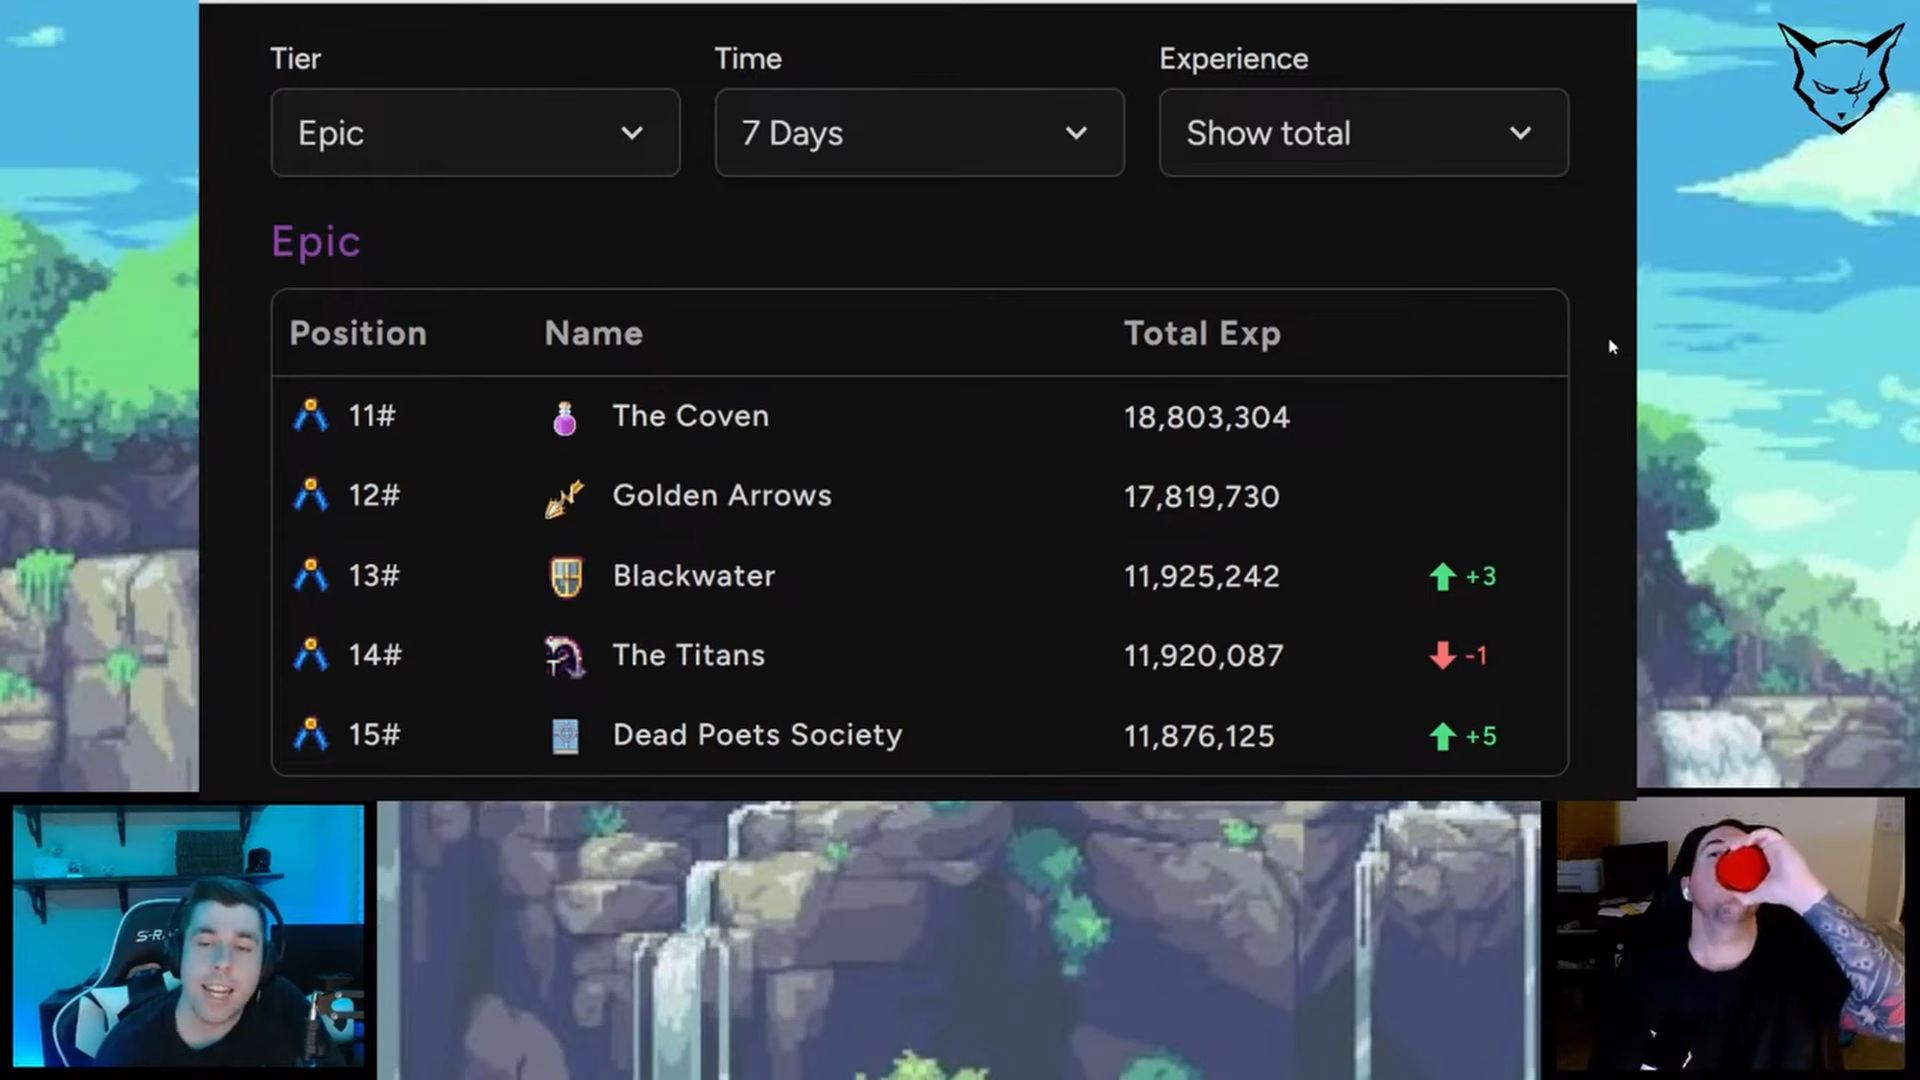 Tier Time Experience
Epic 7 Days Show total
Epic
Position Name Total Exp
11# The Coven 18,803,304
12# Golden Arrows 17,819,730
13# Blackwater 11,925,242 +3
14# The Titans 11,920,087 -1
15# Dead Poets Society 11,876,125 +5